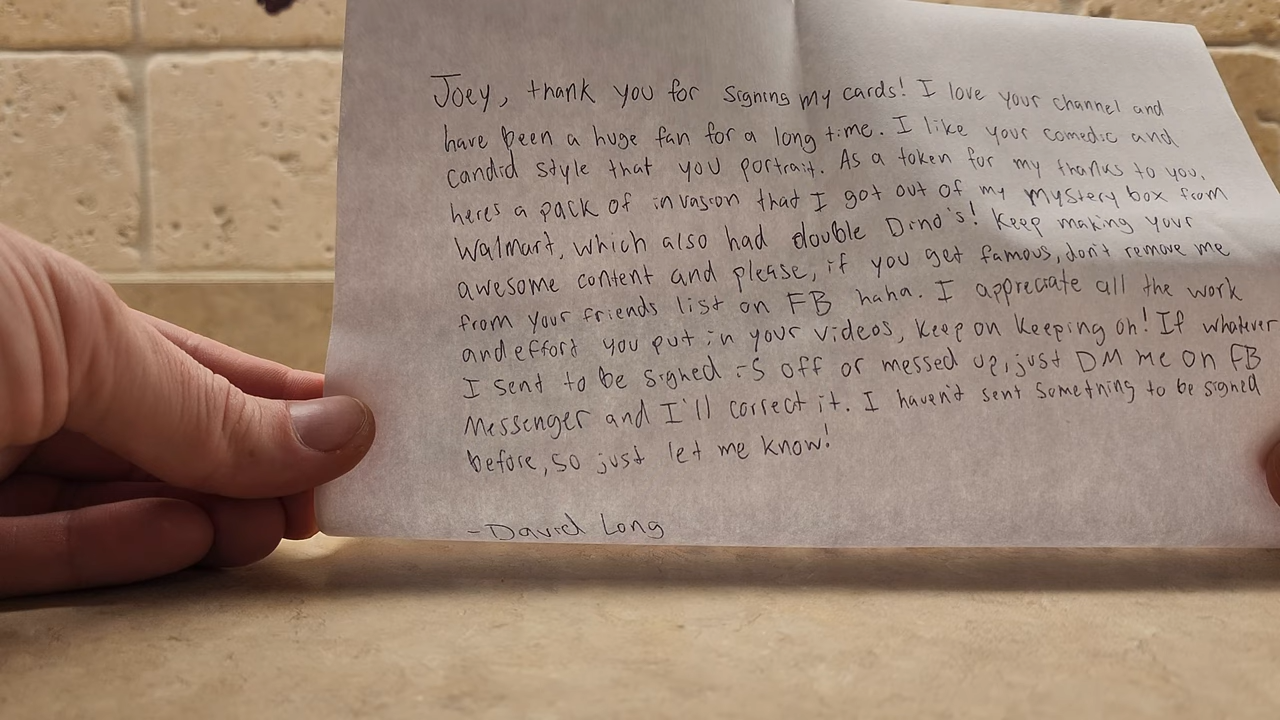 Joey, thank you for signing my cards! I love your channel and
have been a huge fan for a long time. I like your comedic and
candid style that you portrait. As a token for my thanks to you,
heres a pack of invasion that I got out of my mystery box from
Walmart, which also had double Dino's! Keep making your
awesome content and please, if you get famous, don't remove me
from your friends list on FB haha. I appreciate all the work
and effort you put in your videos, keep on keeping on! If whatever
I sent to be signed is off or messed up, just DM me on FB
Messenger and I'll correct it. I haven't sent something to be signed
before, so just let me know!
-David Long